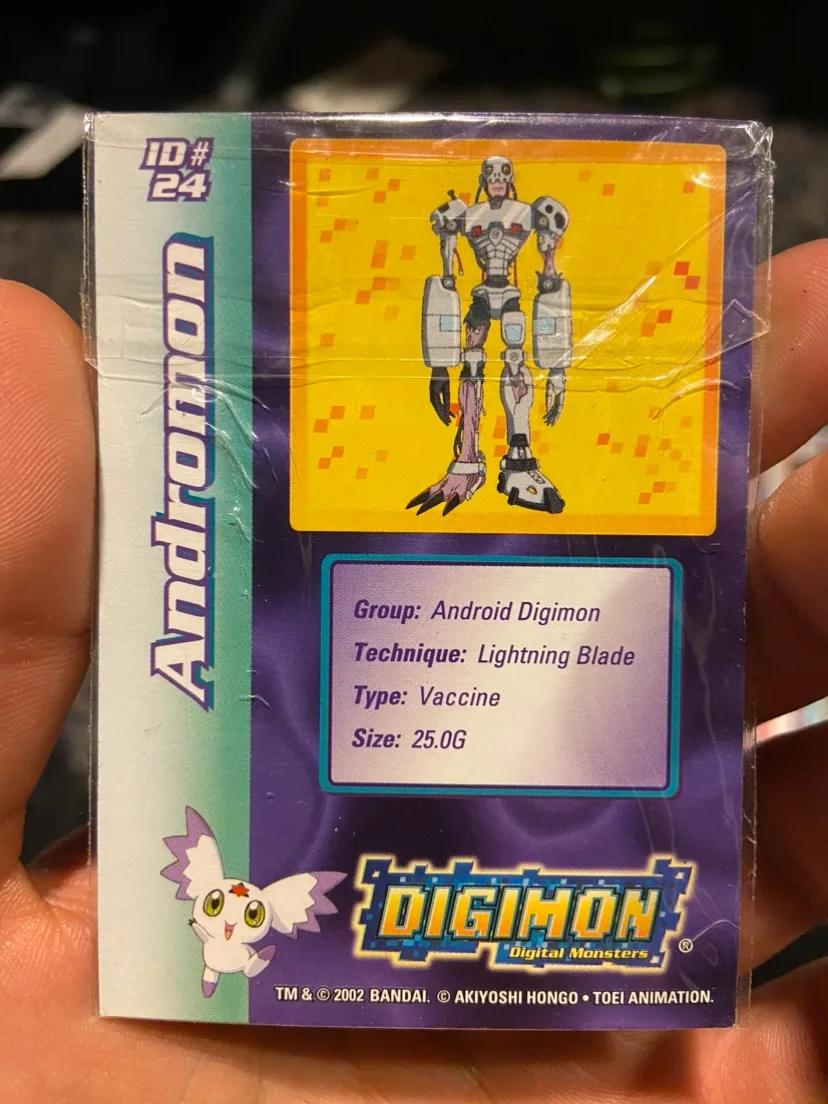 ID#
24
Andromon
Group: Android Digimon
Technique: Lightning Blade
Type: Vaccine
Size: 25.0G
DIGIMON
Digital Monsters ®
TM & © 2002 BANDAI. © AKIYOSHI HONGO • TOEI ANIMATION.